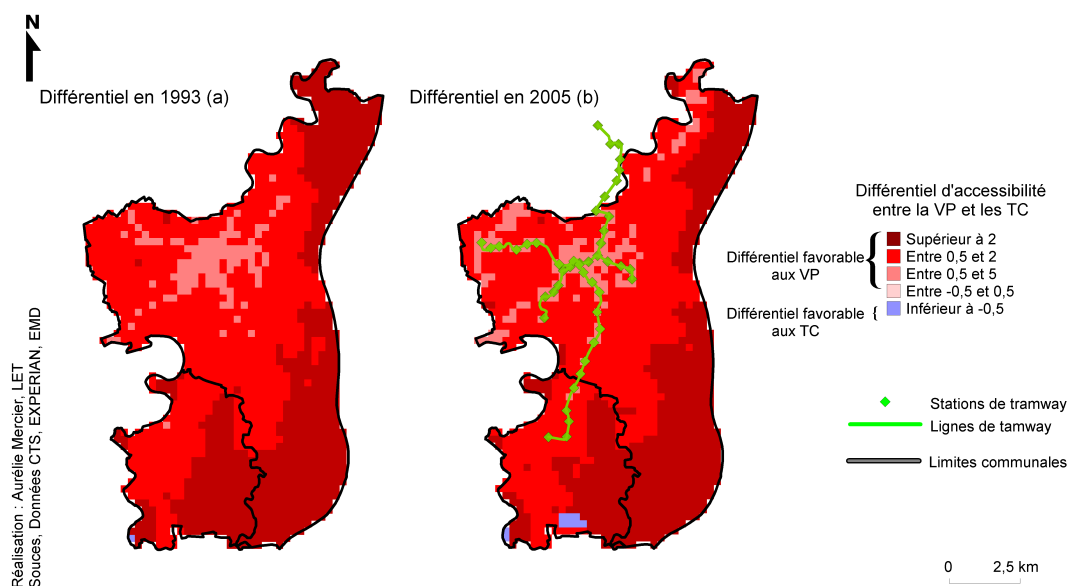 N
Différentiel en 1993 (a)
Différentiel en 2005 (b)
Différentiel d'accessibilité
entre la VP et les TC
Différentiel favorable
aux VP
Supérieur à 2
Entre 0,5 et 2
Entre 0,5 et 5
Entre -0,5 et 0,5
Différentiel favorable
aux TC
Inférieur à -0,5
Stations de tramway
Lignes de tamway
Limites communales
0 2,5 km
Réalisation : Aurélie Mercier, LET
Souces, Données CTS, EXPERIAN, EMD